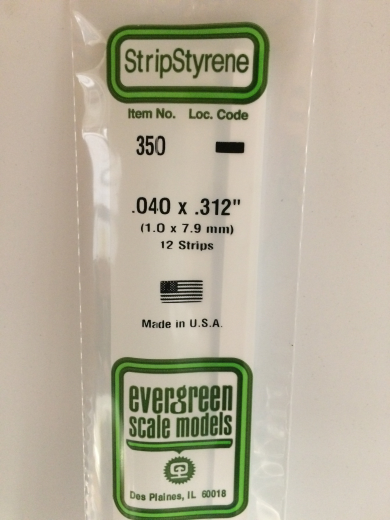 StripStyrene
Item No. Loc. Code
350
.040 x .312"
(1.0 x 7.9 mm)
12 Strips
Made in U.S.A.
evergreen
scale models
Des Plaines, IL 60018